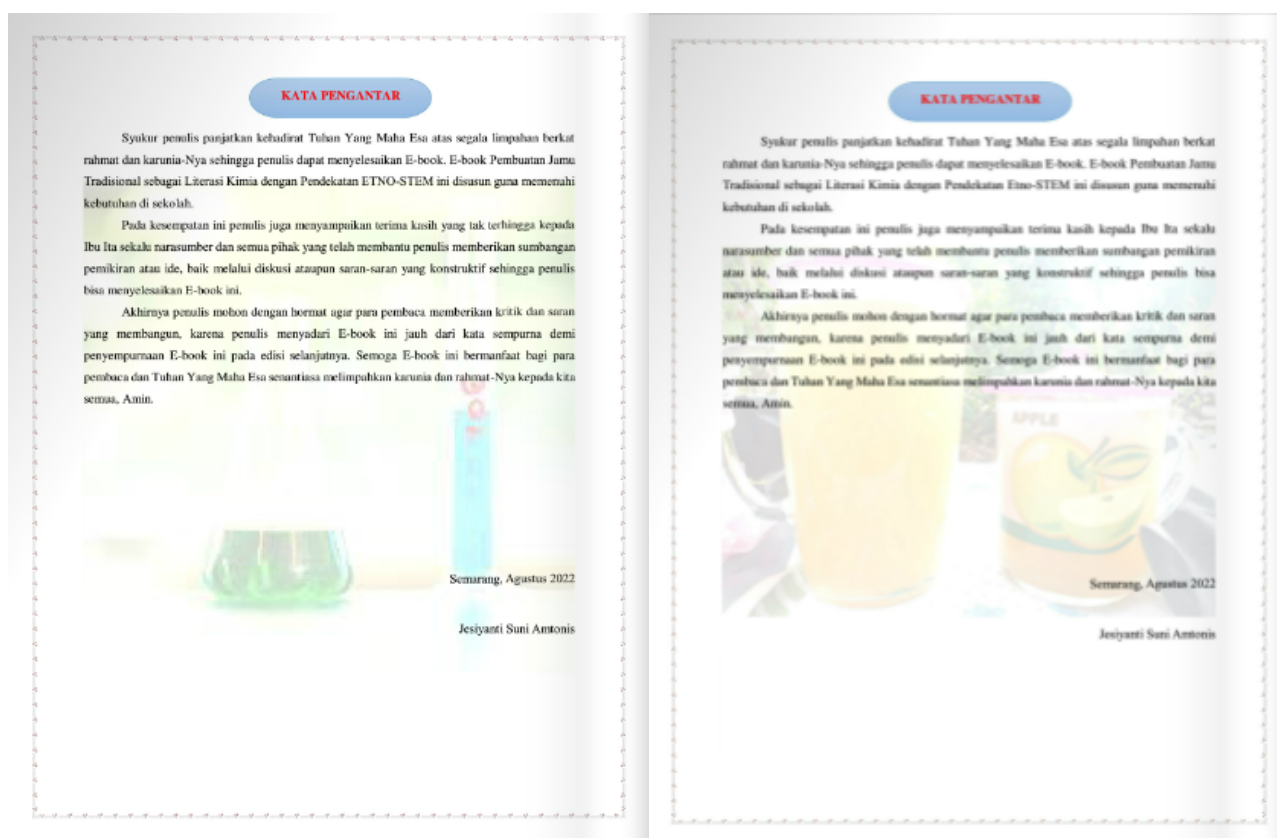 KATA PENGANTAR
Syukur penulis panjatkan kehadirat Tuhan Yang Maha Esa atas segala limpahan berkat
rahmat dan karunia-Nya sehingga penulis dapat menyelesaikan E-book. E-book Pembuatan Jamu
Tradisional sebagai Literasi Kimia dengan Pendekatan ETNO-STEM ini disusun guna memenuhi
kebutuhan di sekolah.
Pada kesempatan ini penulis juga menyampaikan terima kasih yang tak terhingga kepada
Ibu Ita sekalu narasumber dan semua pihak yang telah membantu penulis memberikan sumbangan
pemikiran atau ide, baik melalui diskusi ataupun saran-saran yang konstruktif sehingga penulis
bisa menyelesaikan E-book ini.
Akhirnya penulis mohon dengan hormat agar para pembaca memberikan kritik dan saran
yang membangun, karena penulis menyadari E-book ini jauh dari kata sempurna demi
penyempurnaan E-book ini pada edisi selanjutnya. Semoga E-book ini bermanfaat bagi para
pembaca dan Tuhan Yang Maha Esa senantiasa melimpahkan karunia dan rahmat-Nya kepada kita
semua, Amin.
Semarang, Agustus 2022
Jesiyanti Suni Amtonis
KATA PENGANTAR
Syukur penulis panjatkan kehadirat Tuhan Yang Maha Esa atas segala limpahan berkat
rahmat dan karunia-Nya sehingga penulis dapat menyelesaikan E-book. E-book Pembuatan Jamu
Tradisional sebagai Literasi Kimia dengan Pendekatan Etno-STEM ini disusun guna memenuhi
kebutuhan di sekolah.
Pada kesempatan ini penulis juga menyampaikan terima kasih kepada Ibu Ita sekalu
narasumber dan semua pihak yang telah membantu penulis memberikan sumbangan pemikiran
atau ide, baik melalui diskusi ataupun saran-saran yang konstruktif sehingga penulis bisa
menyelesaikan E-book ini.
Akhirnya penulis mohon dengan hormat agar para pembaca memberikan kritik dan saran
yang membangun, karena penulis menyadari E-book ini jauh dari kata sempurna demi
penyempurnaan E-book ini pada edisi selanjutnya. Semoga E-book ini bermanfaat bagi para
pembaca dan Tuhan Yang Maha Esa senantiasa melimpahkan karunia dan rahmat-Nya kepada kita
semua, Amin.
APPLE
Semarang, Agustus 2022
Jesiyanti Suni Amtonis